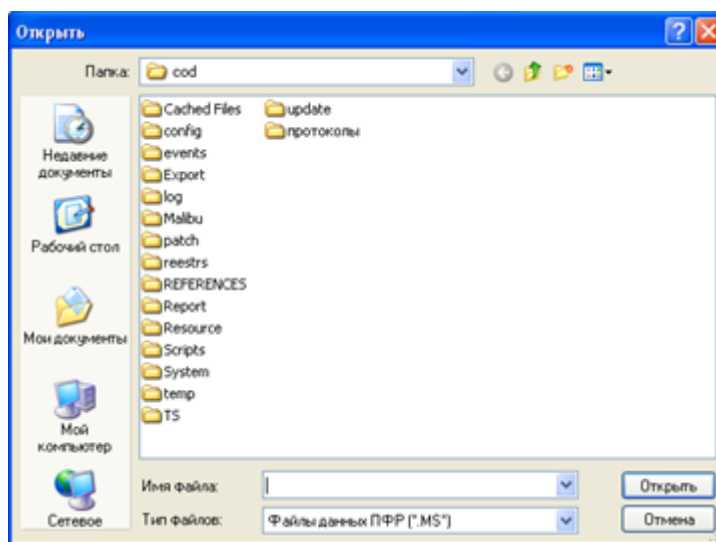 Открыть
Папка: cod
Cached Files
config
events
Export
log
Malibu
patch
reestrs
REFERENCES
Report
Resource
Scripts
System
temp
TS
update
протоколы
Недавние документы
Рабочий стол
Мои документы
Мой компьютер
Сетевое
Имя файла:
Открыть
Тип файлов: Файлы данных ПФР (".MS")
Отмена